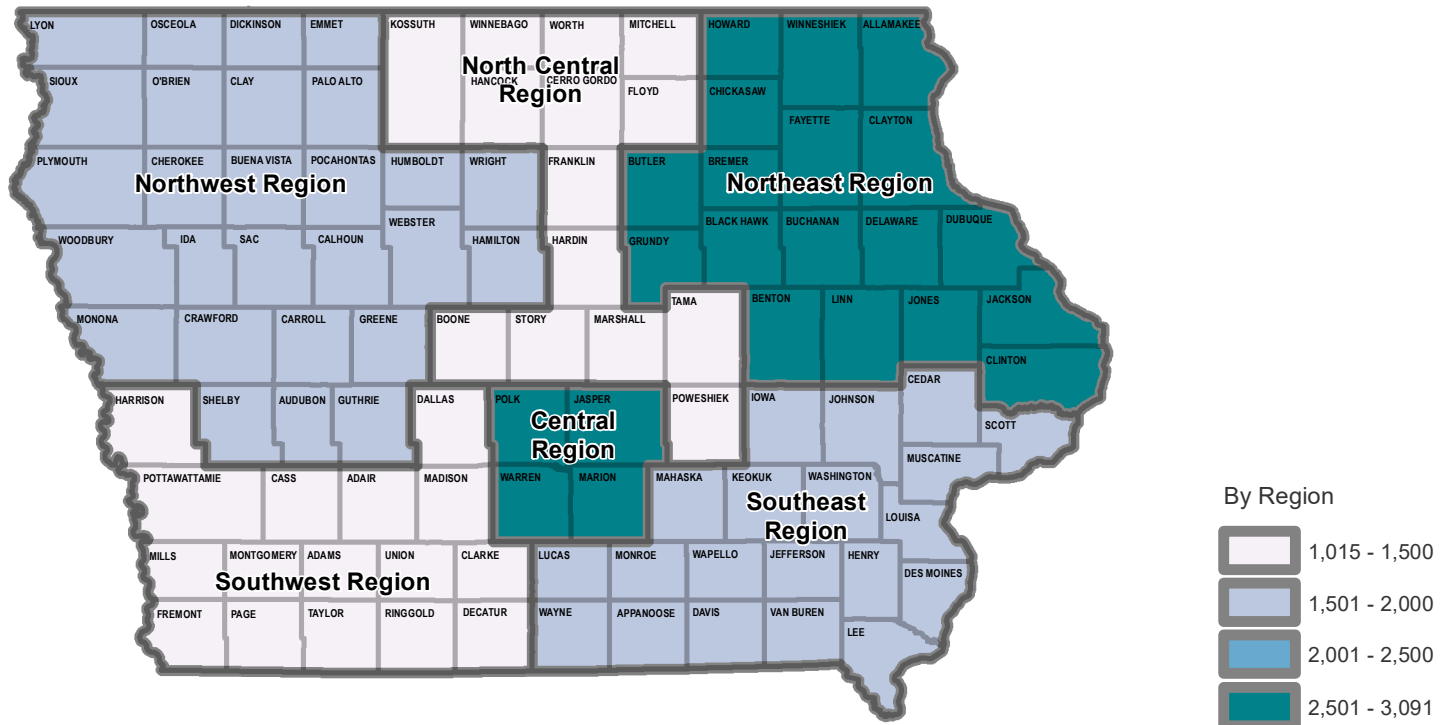 LYON OSCEOLA DICKINSON EMMET KOSSUTH WINNEBAGO WORTH MITCHELL HOWARD WINNESHIEK ALLAMAKEE
North Central
Region
SIOUX O'BRIEN CLAY PALO ALTO HANCOCK CERRO GORDO FLOYD CHICKASAW
FAYETTE CLAYTON
PLYMOUTH CHEROKEE BUENA VISTA POCAHONTAS HUMBOLDT WRIGHT FRANKLIN BUTLER BREMER
Northwest Region
Northeast Region
WEBSTER BLACK HAWK BUCHANAN DELAWARE DUBUQUE
WOODBURY IDA SAC CALHOUN HAMILTON HARDIN GRUNDY
TAMA BENTON LINN JONES JACKSON
MONONA CRAWFORD CARROLL GREENE BOONE STORY MARSHALL
CLINTON
CEDAR
HARRISON SHELBY AUDUBON GUTHRIE DALLAS POLK JASPER POWESHIEK IOWA JOHNSON
Central
Region
SCOTT
MUSCATINE
POTTAWATTAMIE CASS ADAIR MADISON WARREN MARION MAHASKA KEOKUK WASHINGTON
Southeast
Region
LOUISA
MILLS MONTGOMERY ADAMS UNION CLARKE LUCAS MONROE WAPELLO JEFFERSON HENRY
DES MOINES
Southwest Region
FREMONT PAGE TAYLOR RINGGOLD DECATUR WAYNE APPANOOSE DAVIS VAN BUREN
LEE
By Region
1,015 - 1,500
1,501 - 2,000
2,001 - 2,500
2,501 - 3,091